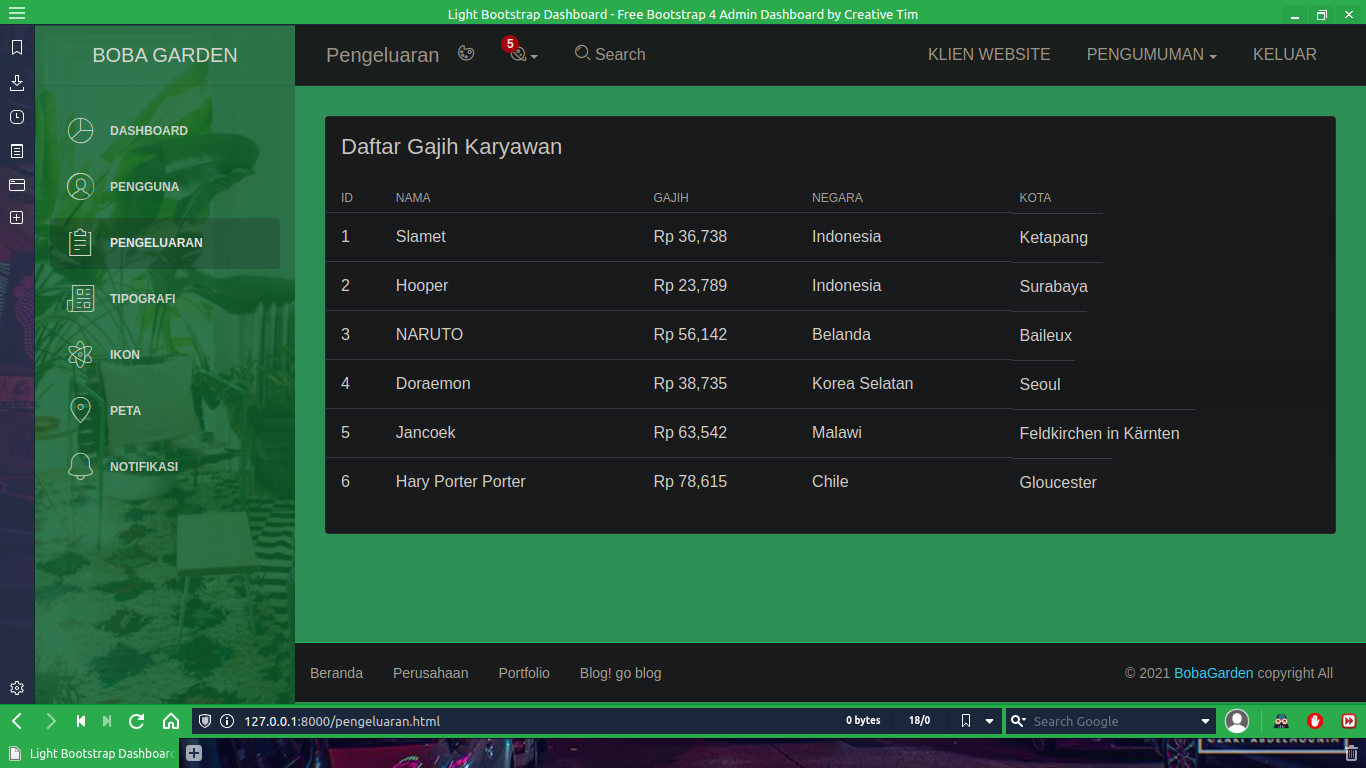 Light Bootstrap Dashboard - Free Bootstrap 4 Admin Dashboard by Creative Tim
BOBA GARDEN
Pengeluaran
5
Search
KLIEN WEBSITE
PENGUMUMAN
KELUAR
DASHBOARD
PENGGUNA
PENGELUARAN
TIPOGRAFI
IKON
PETA
NOTIFIKASI
Daftar Gajih Karyawan
ID NAMA GAJIH NEGARA KOTA
1 Slamet Rp 36,738 Indonesia Ketapang
2 Hooper Rp 23,789 Indonesia Surabaya
3 NARUTO Rp 56,142 Belanda Baileux
4 Doraemon Rp 38,735 Korea Selatan Seoul
5 Jancoek Rp 63,542 Malawi Feldkirchen in Kärnten
6 Hary Porter Porter Rp 78,615 Chile Gloucester
Beranda Perusahaan Portfolio Blog! go blog
© 2021 BobaGarden copyright All
127.0.0.1:8000/pengeluaran.html
0 bytes 18/0
Search Google
Light Bootstrap Dashboar